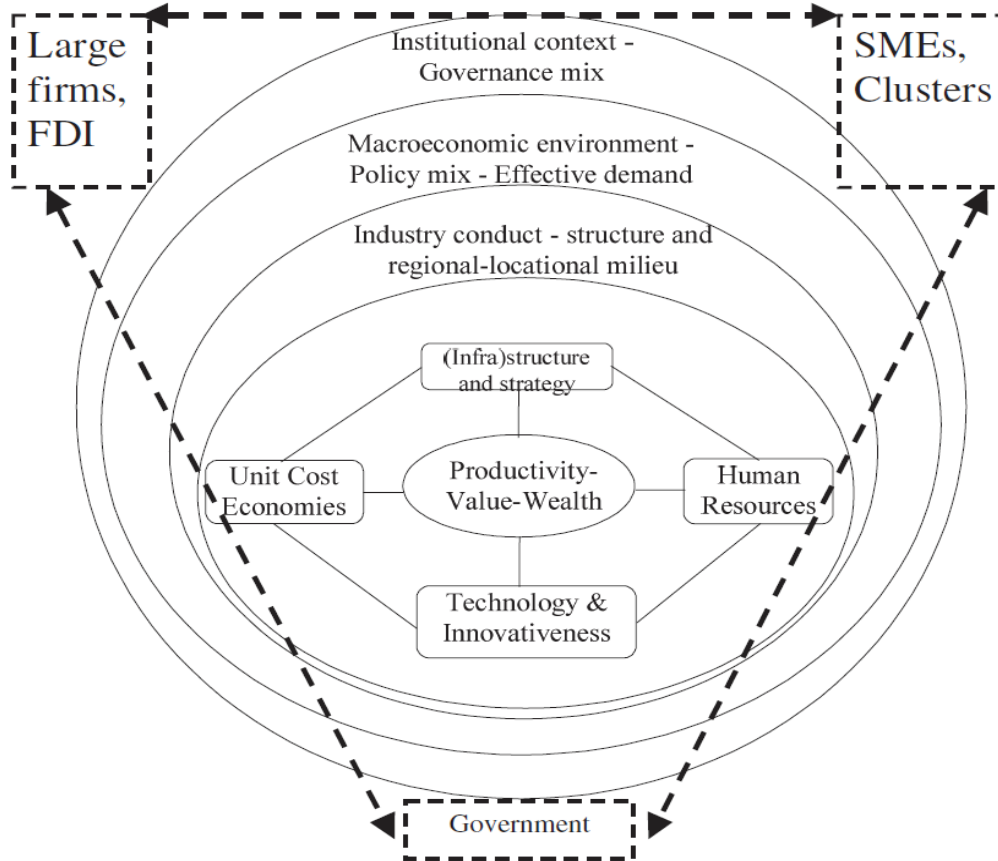 Large
firms,
FDI
SMEs,
Clusters
Institutional context -
Governance mix
Macroeconomic environment -
Policy mix - Effective demand
Industry conduct - structure and
regional-locational milieu
(Infra)structure
and strategy
Unit Cost
Economies
Productivity-
Value-Wealth
Human
Resources
Technology &
Innovativeness
Government